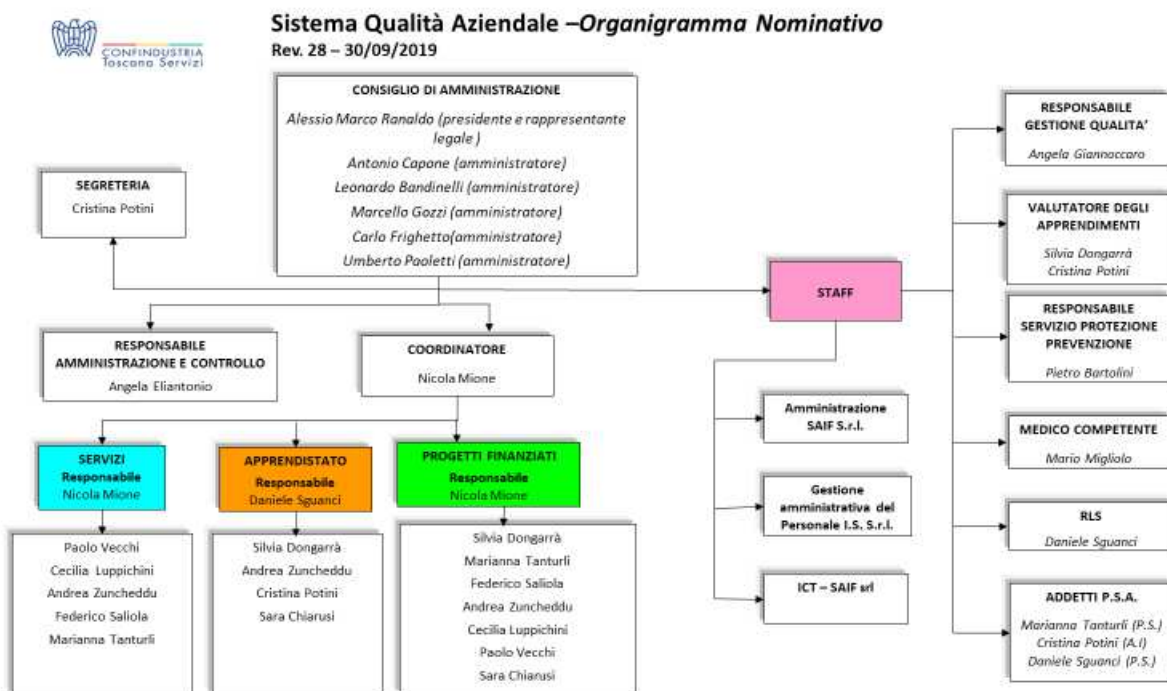 Sistema Qualità Aziendale –Organigramma Nominativo
Rev. 28 – 30/09/2019
CONFINDUSTRIA
Toscana Servizi
CONSIGLIO DI AMMINISTRAZIONE
Alessio Marco Ranaldo (presidente e rappresentante
legale )
Antonio Capone (amministratore)
Leonardo Bandinelli (amministratore)
Marcello Gozzi (amministratore)
Carlo Frighetto(amministratore)
Umberto Paoletti (amministratore)
SEGRETERIA
Cristina Potini
STAFF
RESPONSABILE
AMMINISTRAZIONE E CONTROLLO
Angela Eliantonio
COORDINATORE
Nicola Mione
SERVIZI
Responsabile
Nicola Mione
APPRENDISTATO
Responsabile
Daniele Sguanci
PROGETTI FINANZIATI
Responsabile
Nicola Mione
Paolo Vecchi
Cecilia Luppichini
Andrea Zuncheddu
Federico Saliola
Marianna Tanturli
Silvia Dongarrà
Andrea Zuncheddu
Cristina Potini
Sara Chiarusi
Silvia Dongarrà
Marianna Tanturli
Federico Saliola
Andrea Zuncheddu
Cecilia Luppichini
Paolo Vecchi
Sara Chiarusi
Amministrazione
SAIF S.r.l.
Gestione
amministrativa del
Personale I.S. S.r.l.
ICT – SAIF srl
RESPONSABILE
GESTIONE QUALITA'
Angela Giannoccaro
VALUTATORE DEGLI
APPRENDIMENTI
Silvia Dongarrà
Cristina Potini
RESPONSABILE
SERVIZIO PROTEZIONE
PREVENZIONE
Pietro Bartolini
MEDICO COMPETENTE
Mario Migliolo
RLS
Daniele Sguanci
ADDETTI P.S.A.
Marianna Tanturli (P.S.)
Cristina Potini (A.I)
Daniele Sguanci (P.S.)